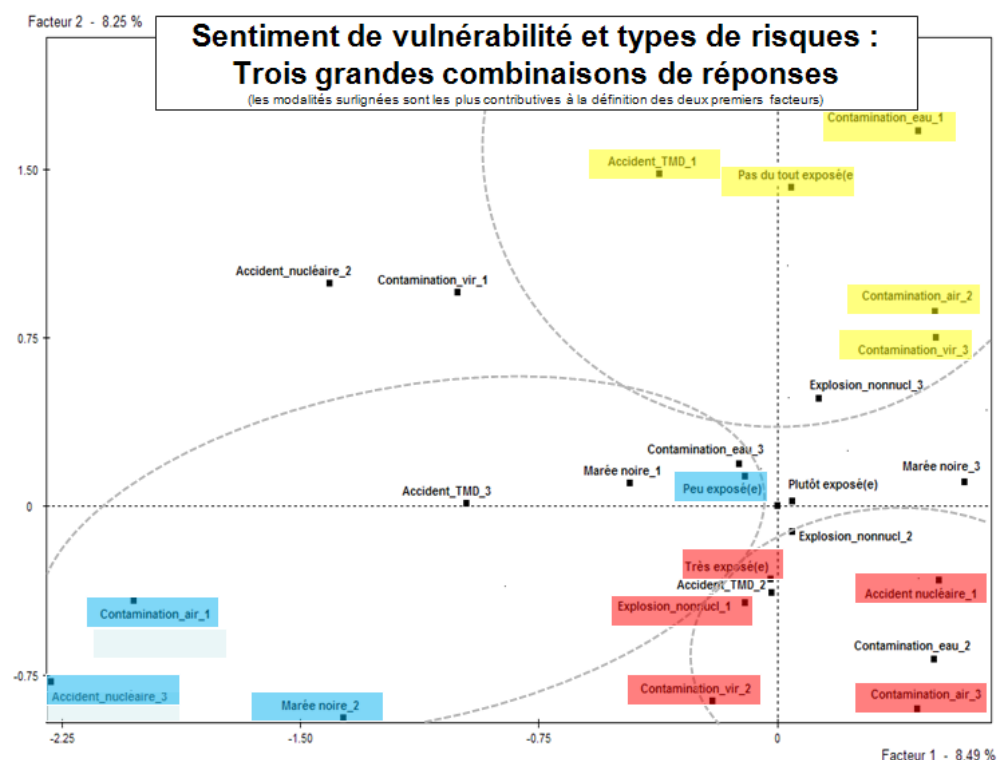 Facteur 2 - 8.25 %
Sentiment de vulnérabilité et types de risques :
Trois grandes combinaisons de réponses
(les modalités surlignées sont les plus contributives à la définition des deux premiers facteurs)
Contamination_eau_1
Accident_TMD_1
1.50
Pas du tout exposé(e
Accident_nucléaire_2
Contamination_vir_1
Contamination_air_2
0.75
Contamination_vir_3
Explosion_nonnucl_3
Contamination_eau_3
Marée noire_1
Marée noire_3
Accident_TMD_3
Peu exposé(e)
Plutôt exposé(e)
0
Explosion_nonnucl_2
Très exposé(e)
Accident_TMD_2
Accident nucléaire_1
Contamination_air_1
Explosion_nonnucl_1
Contamination_eau_2
-0.75
Accident_nucléaire_3
Marée noire_2
Contamination_vir_2
Contamination_air_3
-2.25
-1.50
-0.75
0
Facteur 1 - 8.49 %